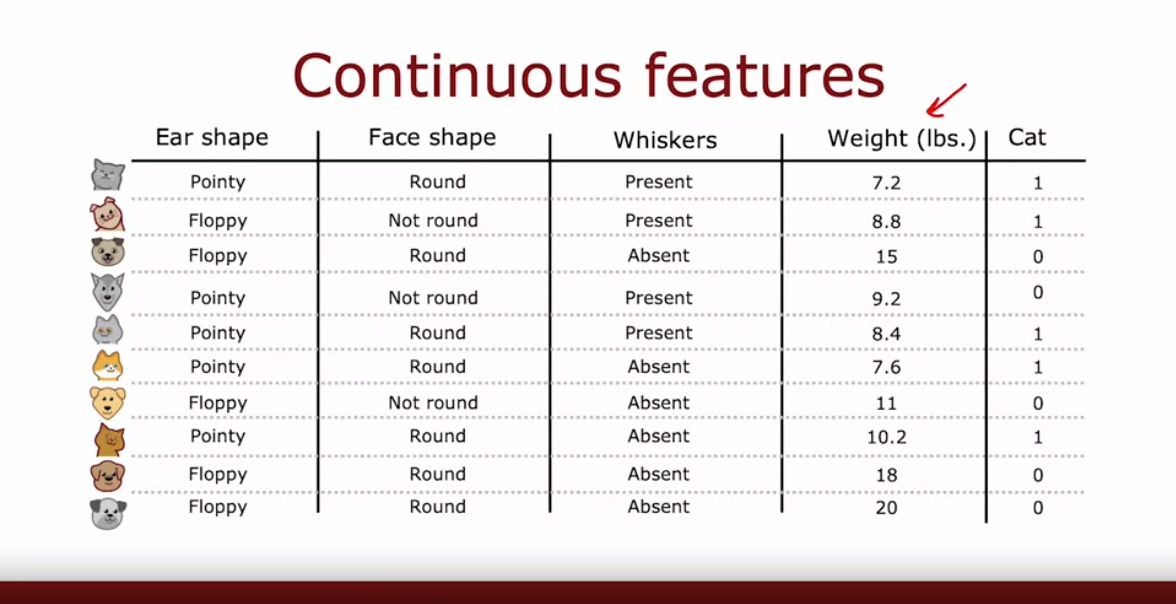 Continuous features
Ear shape Face shape Whiskers Weight (lbs.) Cat
Pointy Round Present 7.2 1
Floppy Not round Present 8.8 1
Floppy Round Absent 15 0
Pointy Not round Present 9.2 0
Pointy Round Present 8.4 1
Pointy Round Absent 7.6 1
Floppy Not round Absent 11 0
Pointy Round Absent 10.2 1
Floppy Round Absent 18 0
Floppy Round Absent 20 0